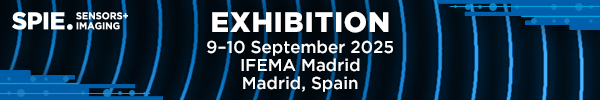 SPIE. SENSORS+
IMAGING
EXHIBITION
9–10 September 2025
IFEMA Madrid
Madrid, Spain